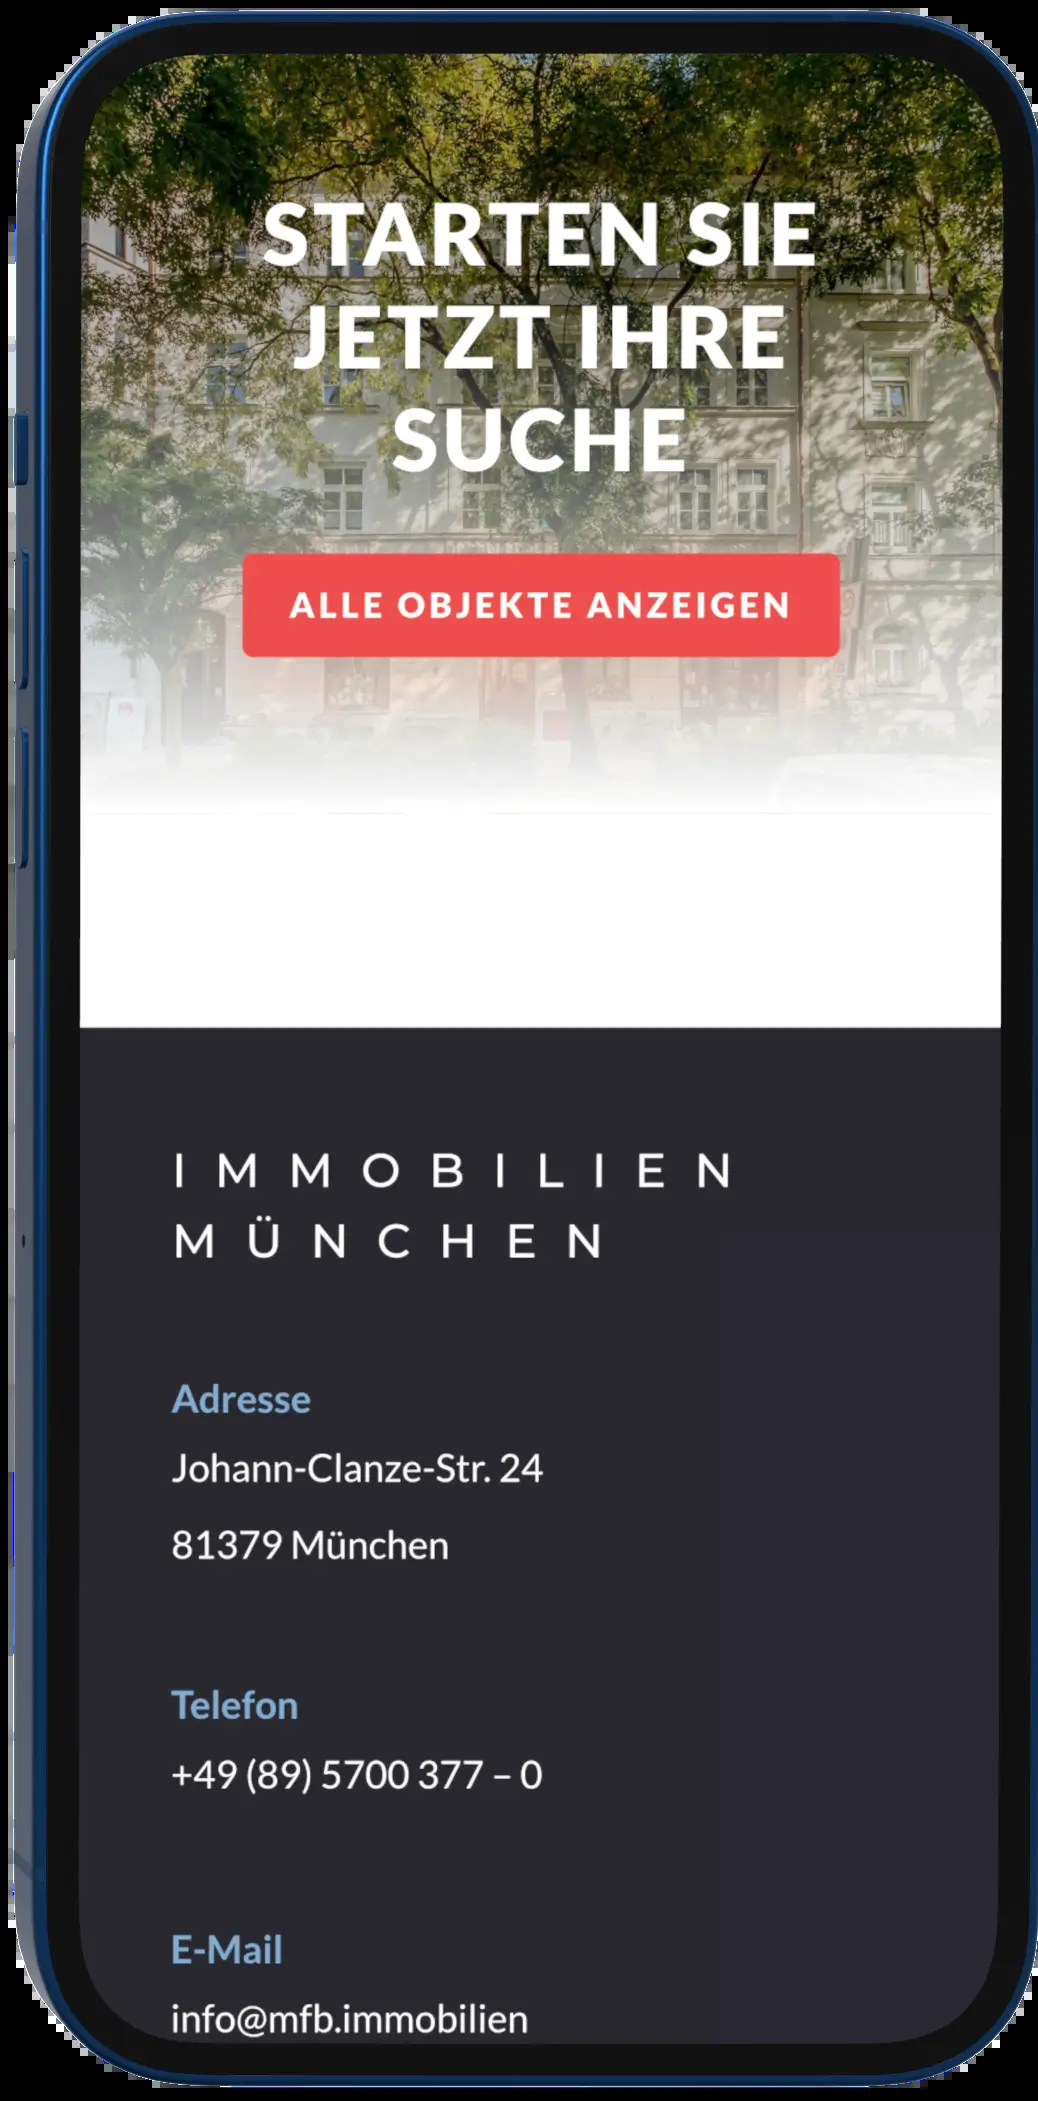 STARTEN SIE
JETZT IHRE
SUCHE
ALLE OBJEKTE ANZEIGEN
IMMOBILIEN
MÜNCHEN
Adresse
Johann-Clanze-Str. 24
81379 München
Telefon
+49 (89) 5700 377 – 0
E-Mail
info@mfb.immobilien